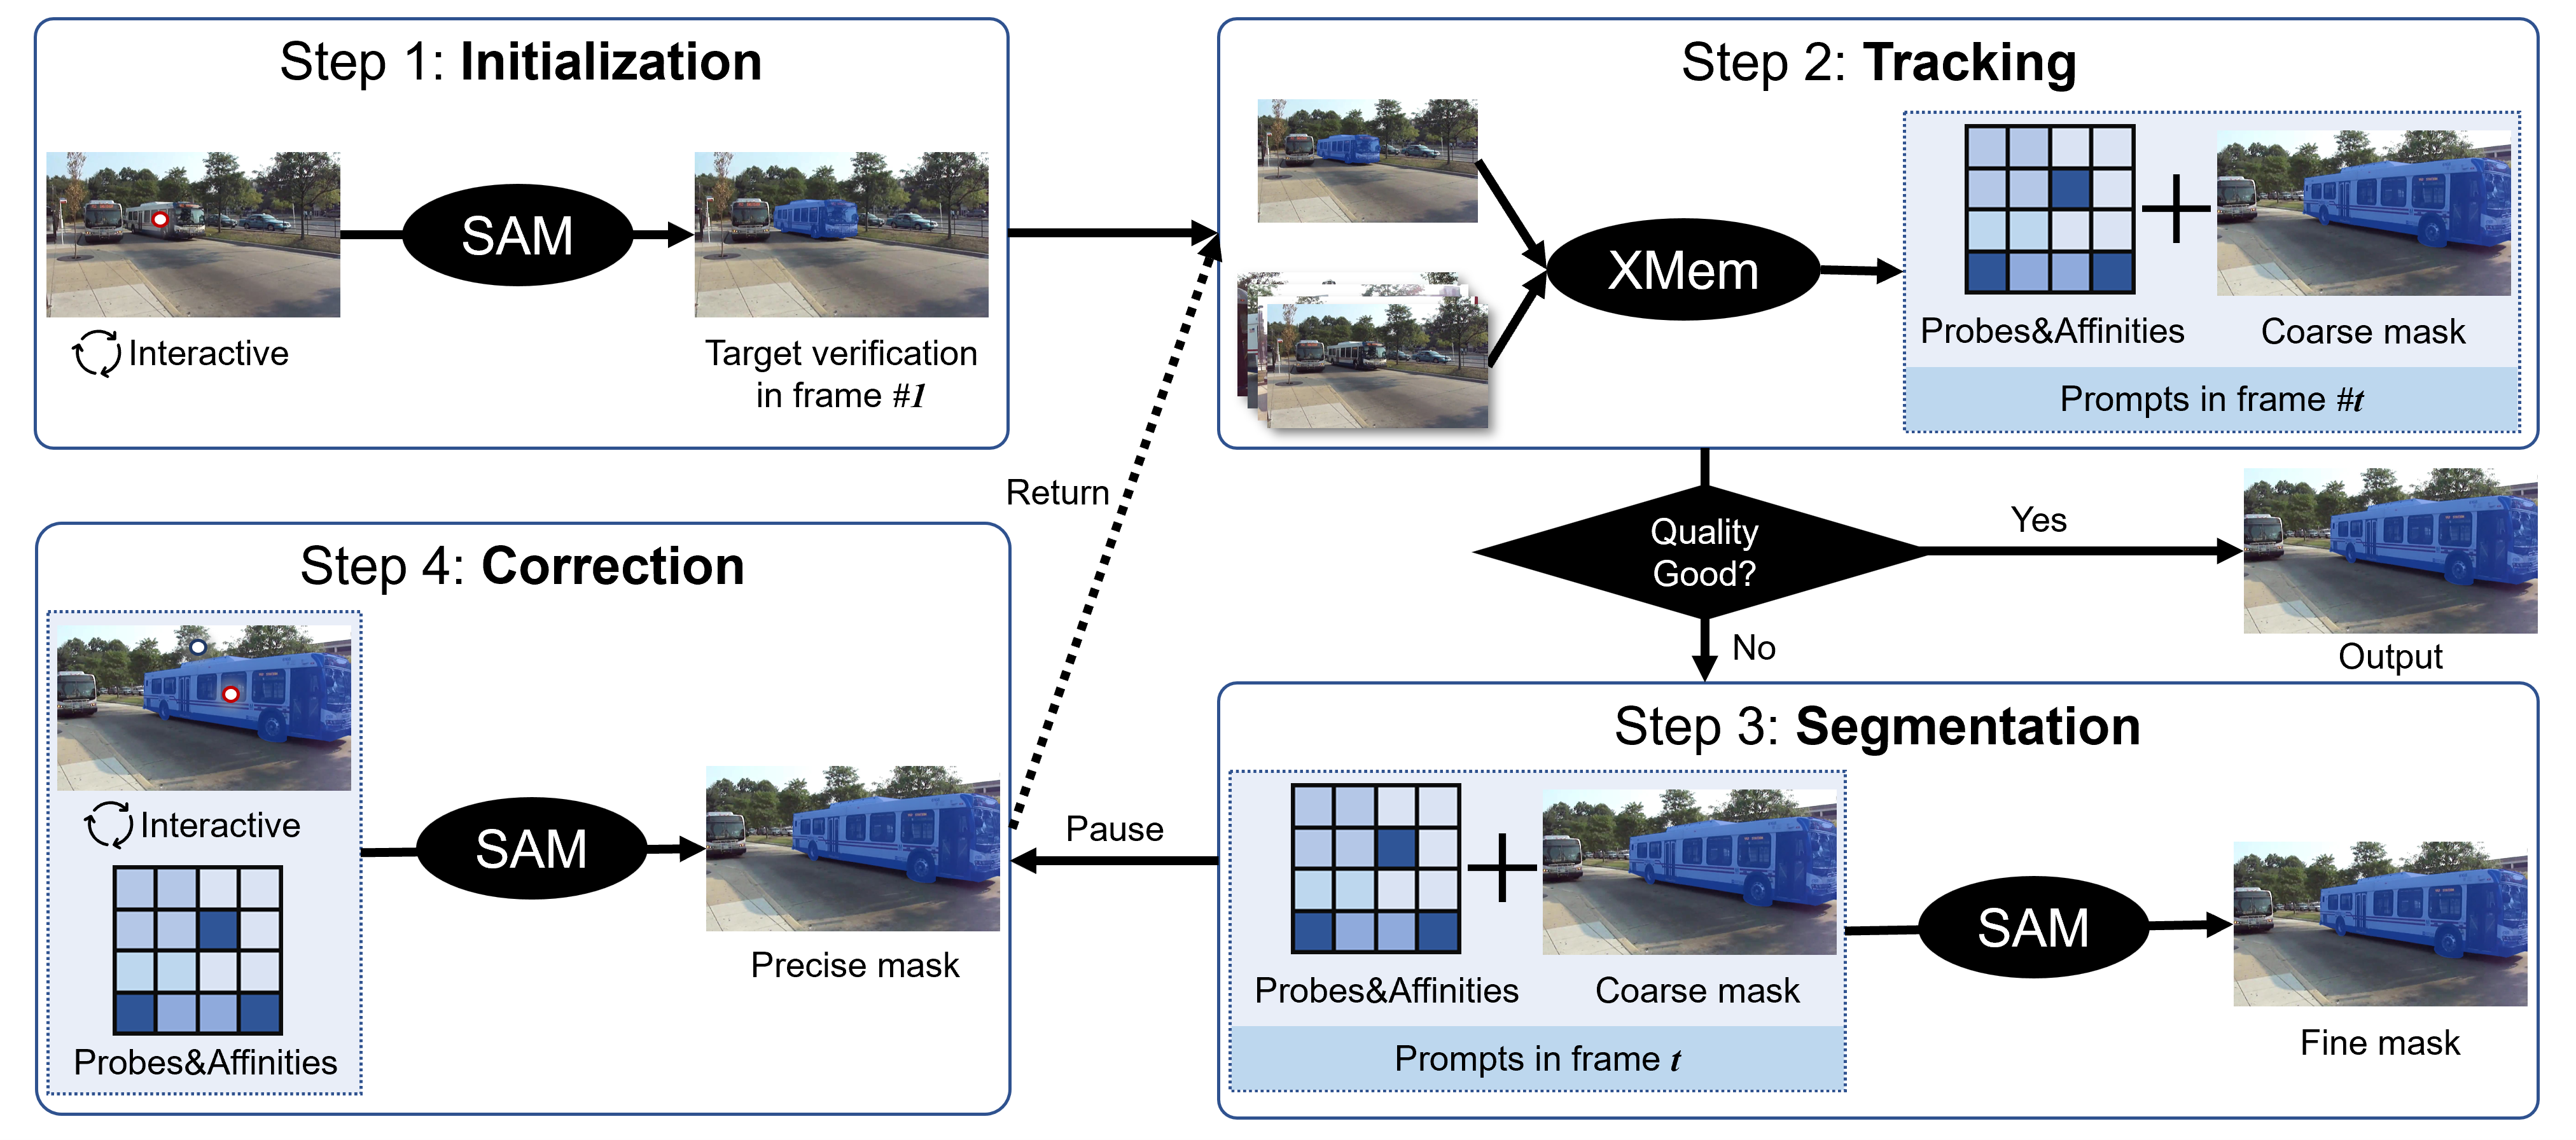 Step 1: Initialization
SAM
Interactive
Target verification
in frame #1
Step 2: Tracking
XMem
Probes&Affinities
Coarse mask
Prompts in frame #t
Quality
Good?
Yes
Output
No
Step 3: Segmentation
Probes&Affinities
Coarse mask
Prompts in frame t
SAM
Fine mask
Pause
Step 4: Correction
Interactive
Probes&Affinities
SAM
Precise mask
Return